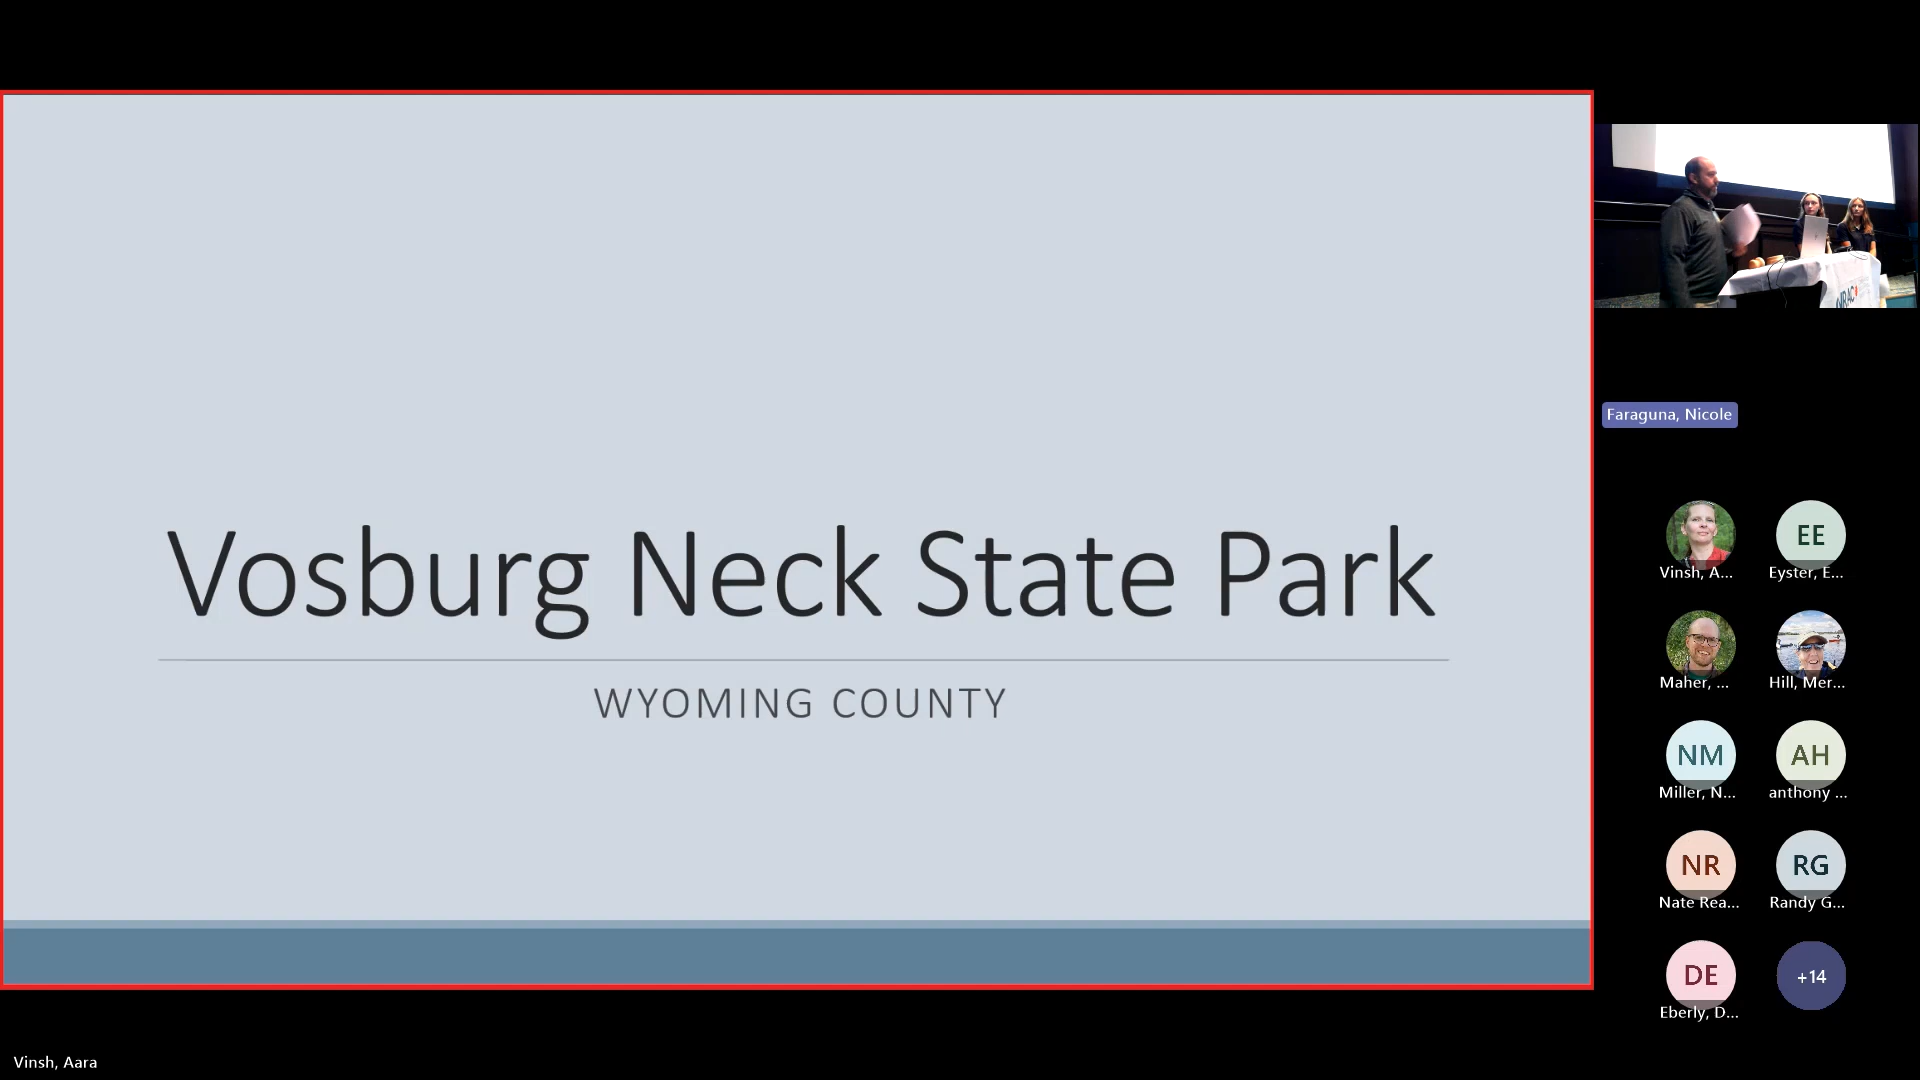 Vosburg Neck State Park
WYOMING COUNTY
Faraguna, Nicole
Vinsh, A...
EE
Eyster, E...
Maher, ...
Hill, Mer...
NM
Miller, N...
AH
anthony ...
NR
Nate Rea...
RG
Randy G...
DE
Eberly, D...
+14
Vinsh, Aara